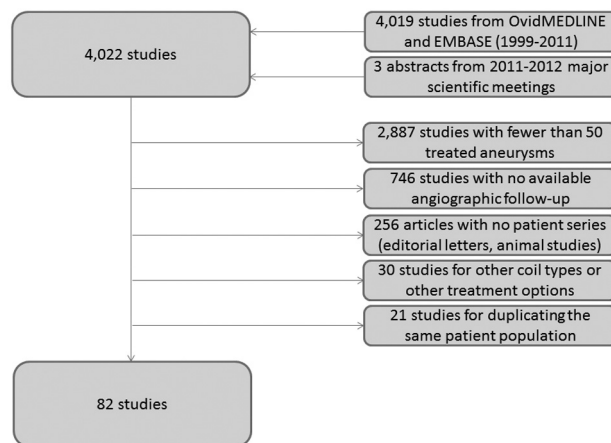 4,022 studies
4,019 studies from OvidMEDLINE
and EMBASE (1999-2011)
3 abstracts from 2011-2012 major
scientific meetings
2,887 studies with fewer than 50
treated aneurysms
746 studies with no available
angiographic follow-up
256 articles with no patient series
(editorial letters, animal studies)
30 studies for other coil types or
other treatment options
21 studies for duplicating the
same patient population
82 studies